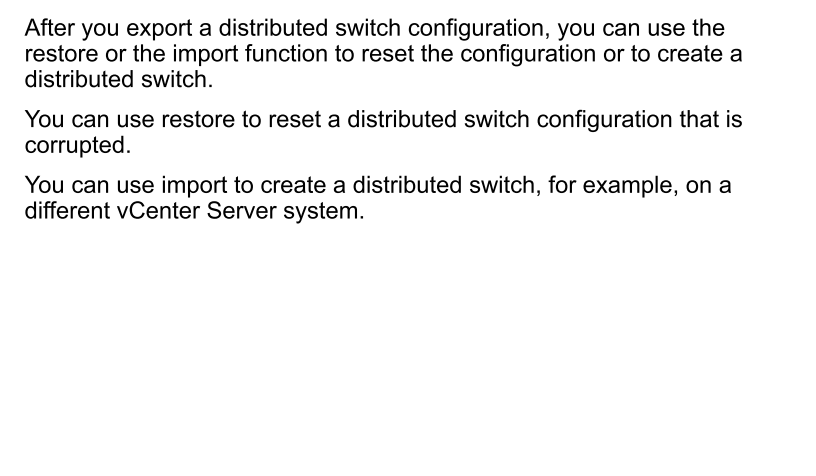 After you export a distributed switch configuration, you can use the
restore or the import function to reset the configuration or to create a
distributed switch.
You can use restore to reset a distributed switch configuration that is
corrupted.
You can use import to create a distributed switch, for example, on a
different vCenter Server system.